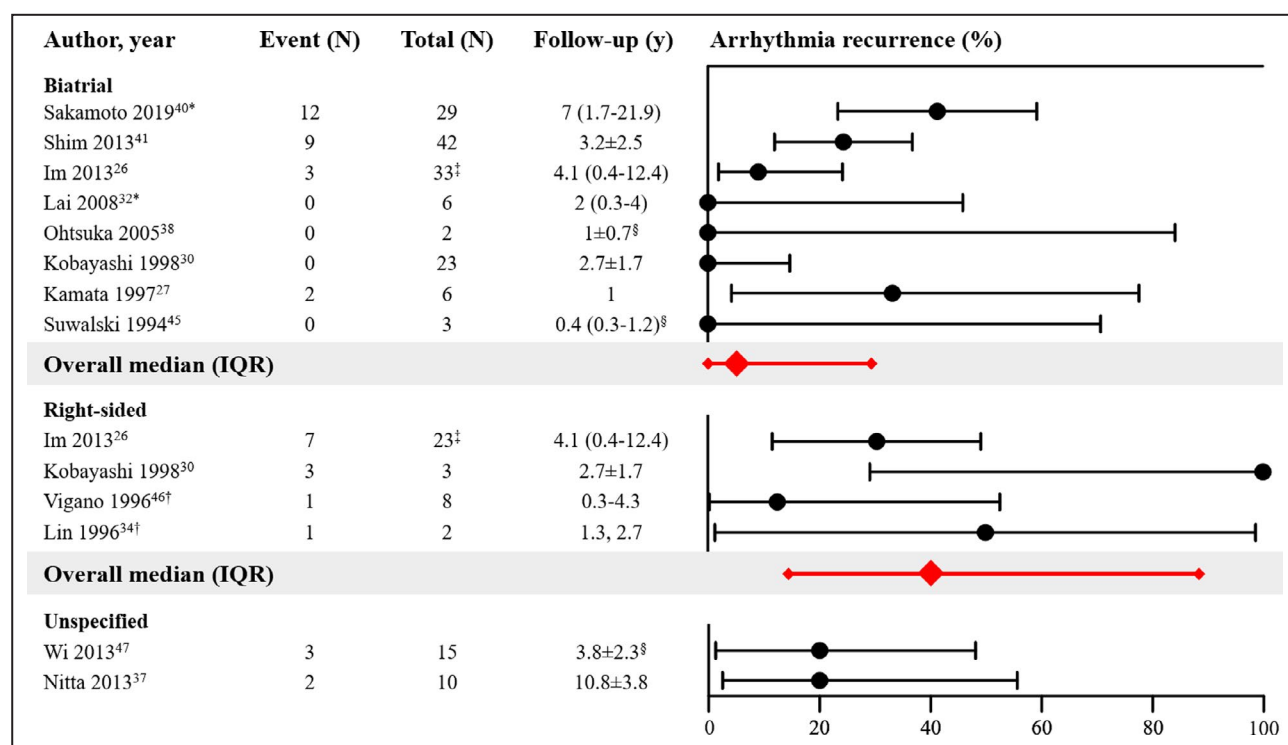 Author, year Event (N) Total (N) Follow-up (y) Arrhythmia recurrence (%)
Biatrial
Sakamoto 2019⁴⁰* 12 29 7 (1.7-21.9)
Shim 2013⁴¹ 9 42 3.2±2.5
Im 2013²⁶ 3 33‡ 4.1 (0.4-12.4)
Lai 2008³²* 0 6 2 (0.3-4)
Ohtsuka 2005³⁸ 0 2 1±0.7§
Kobayashi 1998³⁰ 0 23 2.7±1.7
Kamata 1997²⁷ 2 6 1
Suwalski 1994⁴⁵ 0 3 0.4 (0.3-1.2)§
Overall median (IQR)
Right-sided
Im 2013²⁶ 7 23‡ 4.1 (0.4-12.4)
Kobayashi 1998³⁰ 3 3 2.7±1.7
Vigano 1996⁴⁶† 1 8 0.3-4.3
Lin 1996³⁴† 1 2 1.3, 2.7
Overall median (IQR)
Unspecified
Wi 2013⁴⁷ 3 15 3.8±2.3§
Nitta 2013³⁷ 2 10 10.8±3.8
0 20 40 60 80 100